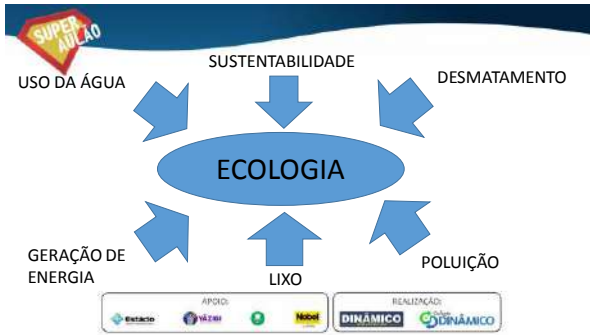 SUPER
AULÃO
USO DA ÁGUA
SUSTENTABILIDADE
DESMATAMENTO
ECOLOGIA
GERAÇÃO DE
ENERGIA
LIXO
POLUIÇÃO
APOIO:
Estácio
YÁZIGI
Nobel
REALIZAÇÃO:
DINÂMICO
DINÂMICO